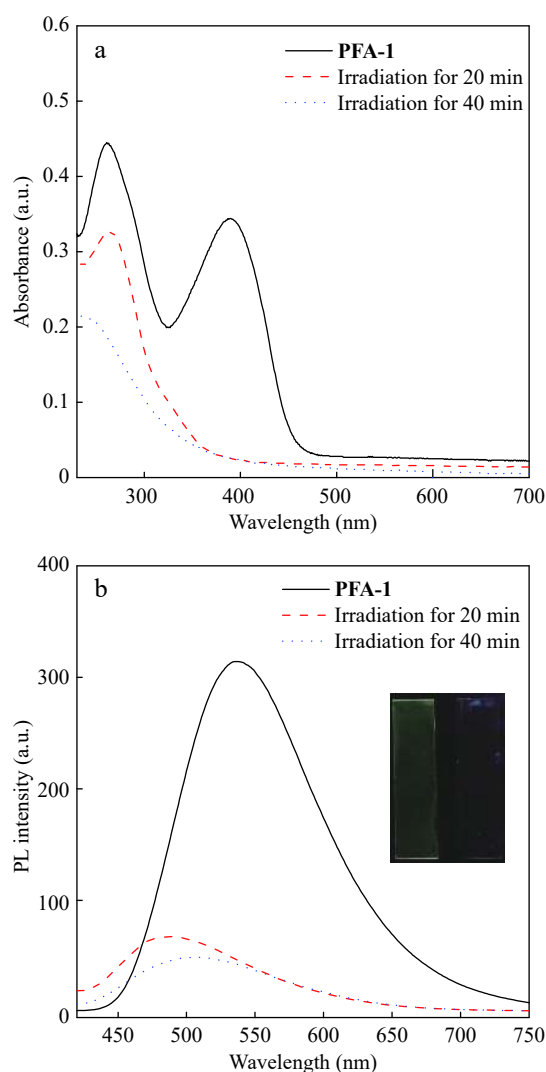 a
PFA-1
Irradiation for 20 min
Irradiation for 40 min
0.6
0.5
0.4
0.3
0.2
0.1
0
Absorbance (a.u.)
300 400 500 600 700
Wavelength (nm)
b
PFA-1
Irradiation for 20 min
Irradiation for 40 min
400
300
200
100
0
PL intensity (a.u.)
450 500 550 600 650 700 750
Wavelength (nm)